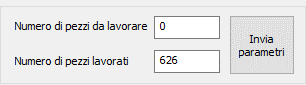 Numero di pezzi da lavorare 0
Invia
parametri
Numero di pezzi lavorati 626